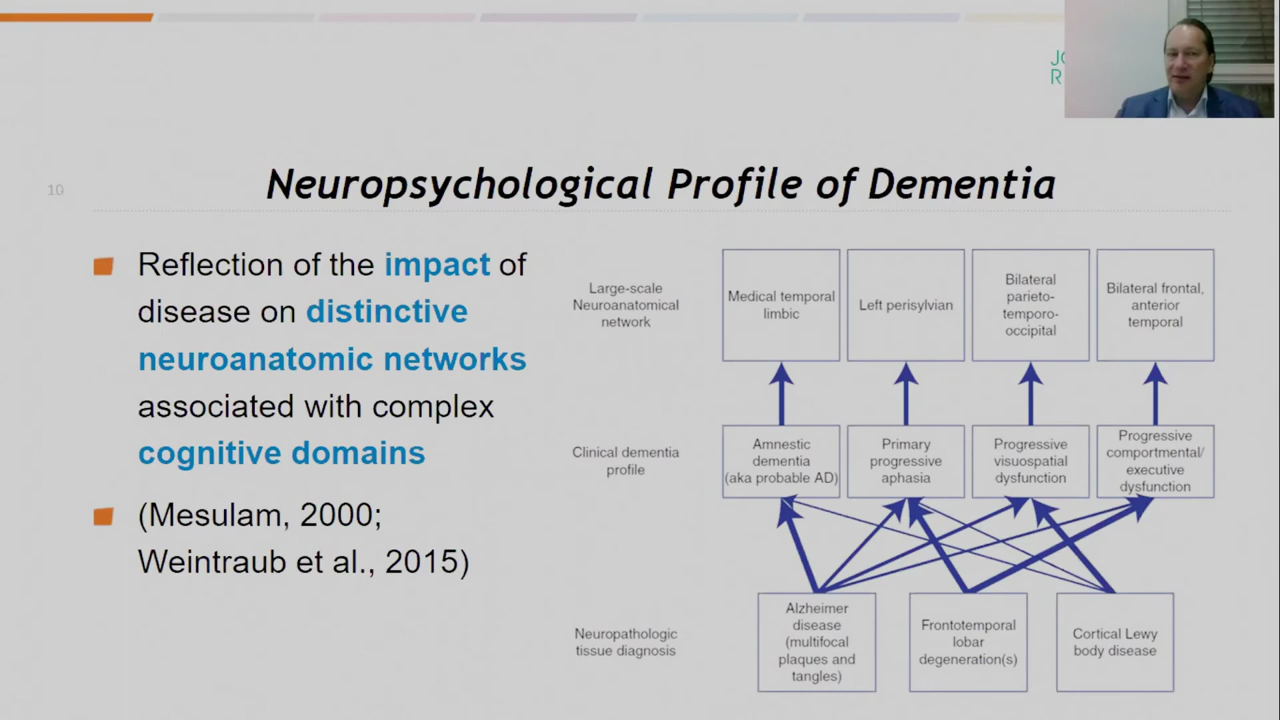 JO
R
10
Neuropsychological Profile of Dementia
Reflection of the impact of
disease on distinctive
neuroanatomic networks
associated with complex
cognitive domains
(Mesulam, 2000;
Weintraub et al., 2015)
Large-scale
Neuroanatomical
network
Medical temporal
limbic
Left perisylvian
Bilateral
parieto-
temporo-
occipital
Bilateral frontal,
anterior
temporal
Clinical dementia
profile
Amnestic
dementia
(aka probable AD)
Primary
progressive
aphasia
Progressive
visuospatial
dysfunction
Progressive
comportmental/
executive
dysfunction
Neuropathologic
tissue diagnosis
Alzheimer
disease
(multifocal
plaques and
tangles)
Frontotemporal
lobar
degeneration(s)
Cortical Lewy
body disease